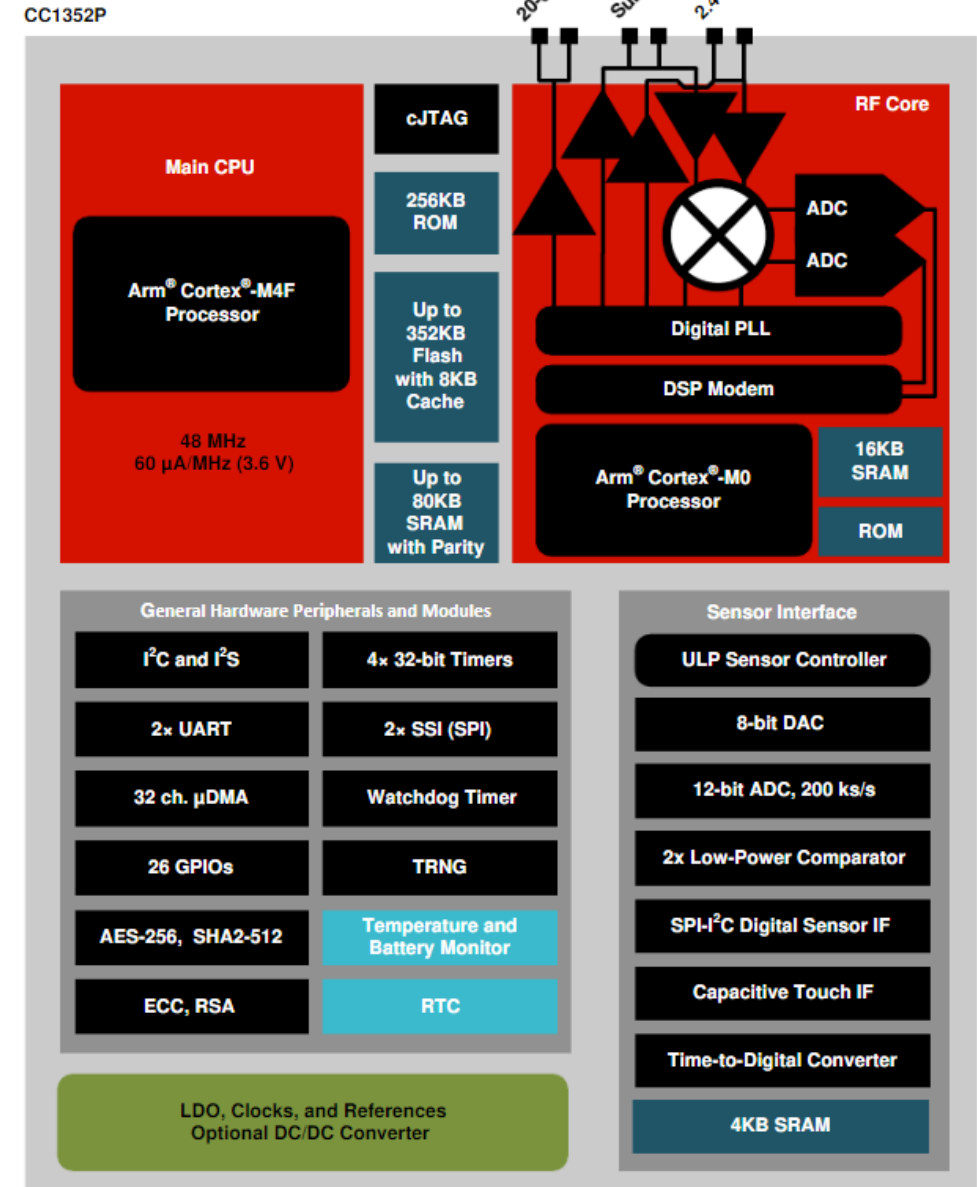 CC1352P
cJTAG
RF Core
Main CPU
256KB
ROM
ADC
ADC
Arm® Cortex®-M4F
Processor
Up to
352KB
Flash
with 8KB
Cache
Digital PLL
DSP Modem
48 MHz
60 µA/MHz (3.6 V)
Up to
80KB
SRAM
with Parity
Arm® Cortex®-M0
Processor
16KB
SRAM
ROM
General Hardware Peripherals and Modules
I²C and I²S
4× 32-bit Timers
2× UART
2× SSI (SPI)
32 ch. µDMA
Watchdog Timer
26 GPIOs
TRNG
AES-256, SHA2-512
Temperature and
Battery Monitor
ECC, RSA
RTC
LDO, Clocks, and References
Optional DC/DC Converter
Sensor Interface
ULP Sensor Controller
8-bit DAC
12-bit ADC, 200 ks/s
2x Low-Power Comparator
SPI-I²C Digital Sensor IF
Capacitive Touch IF
Time-to-Digital Converter
4KB SRAM